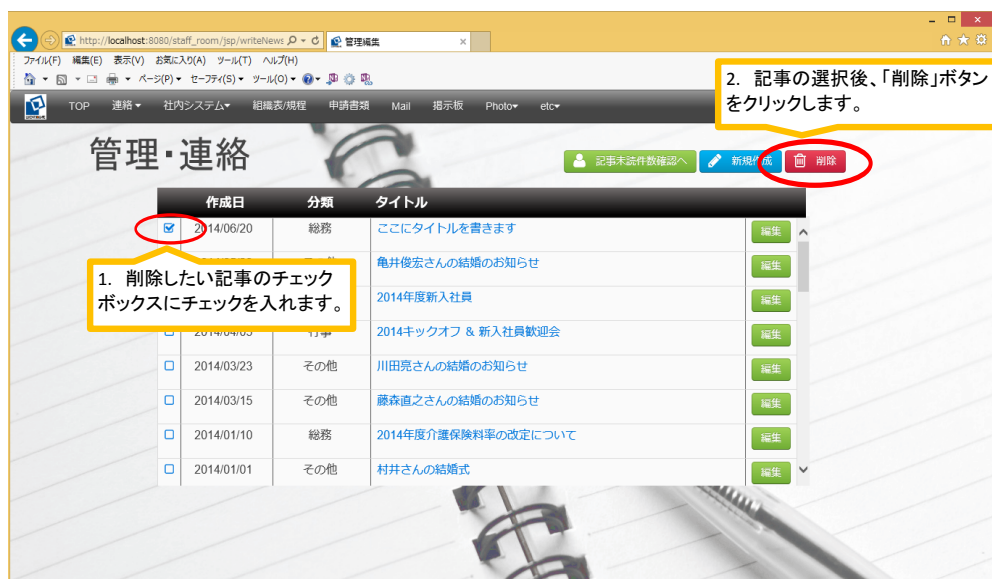 http://localhost:8080/staff_room/jsp/writeNews
管理編集
ファイル(F) 編集(E) 表示(V) お気に入り(A) ツール(T) ヘルプ(H)
ページ(P) セーフティ(S) ツール(O)
2. 記事の選択後、「削除」ボタン
をクリックします。
TOP 連絡 社内システム 組織表/規程 申請書類 Mail 掲示板 Photo etc
管理・連絡
記事未読件数確認へ 新規作成 削除
作成日 分類 タイトル
2014/06/20 総務 ここにタイトルを書きます 編集
亀井俊宏さんの結婚のお知らせ 編集
1. 削除したい記事のチェック
ボックスにチェックを入れます。
2014年度新入社員 編集
2014/04/05 行事 2014キックオフ & 新入社員歓迎会 編集
2014/03/23 その他 川田亮さんの結婚のお知らせ 編集
2014/03/15 その他 藤森直之さんの結婚のお知らせ 編集
2014/01/10 総務 2014年度介護保険料率の改定について 編集
2014/01/01 その他 村井さんの結婚式 編集